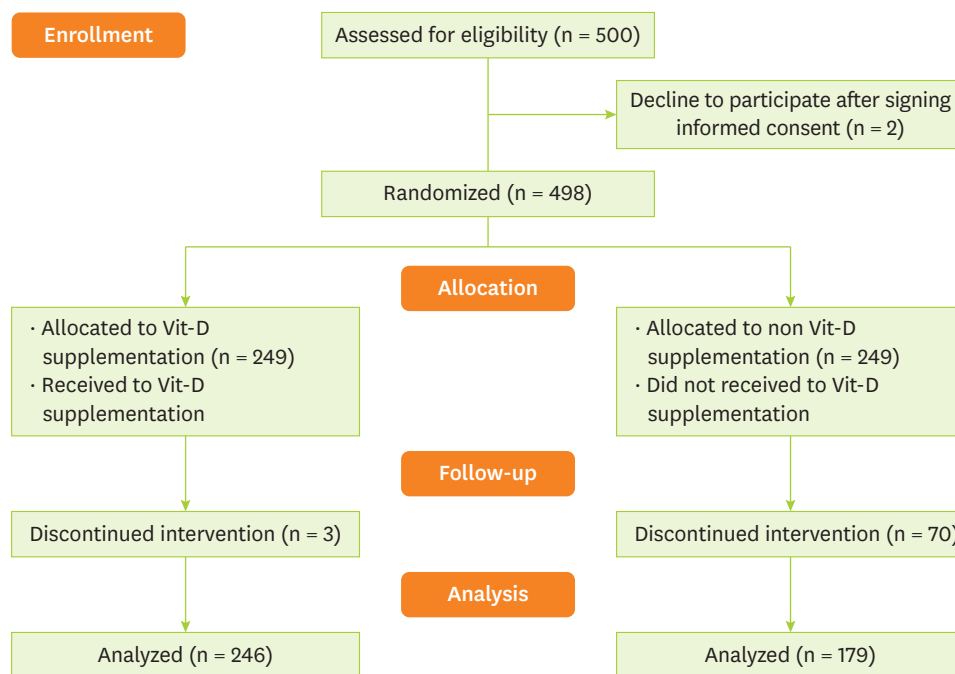 Enrollment
Assessed for eligibility (n = 500)
Decline to participate after signing
informed consent (n = 2)
Randomized (n = 498)
Allocation
· Allocated to Vit-D
supplementation (n = 249)
· Received to Vit-D
supplementation
· Allocated to non Vit-D
supplementation (n = 249)
· Did not received to Vit-D
supplementation
Follow-up
Discontinued intervention (n = 3)
Discontinued intervention (n = 70)
Analysis
Analyzed (n = 246)
Analyzed (n = 179)